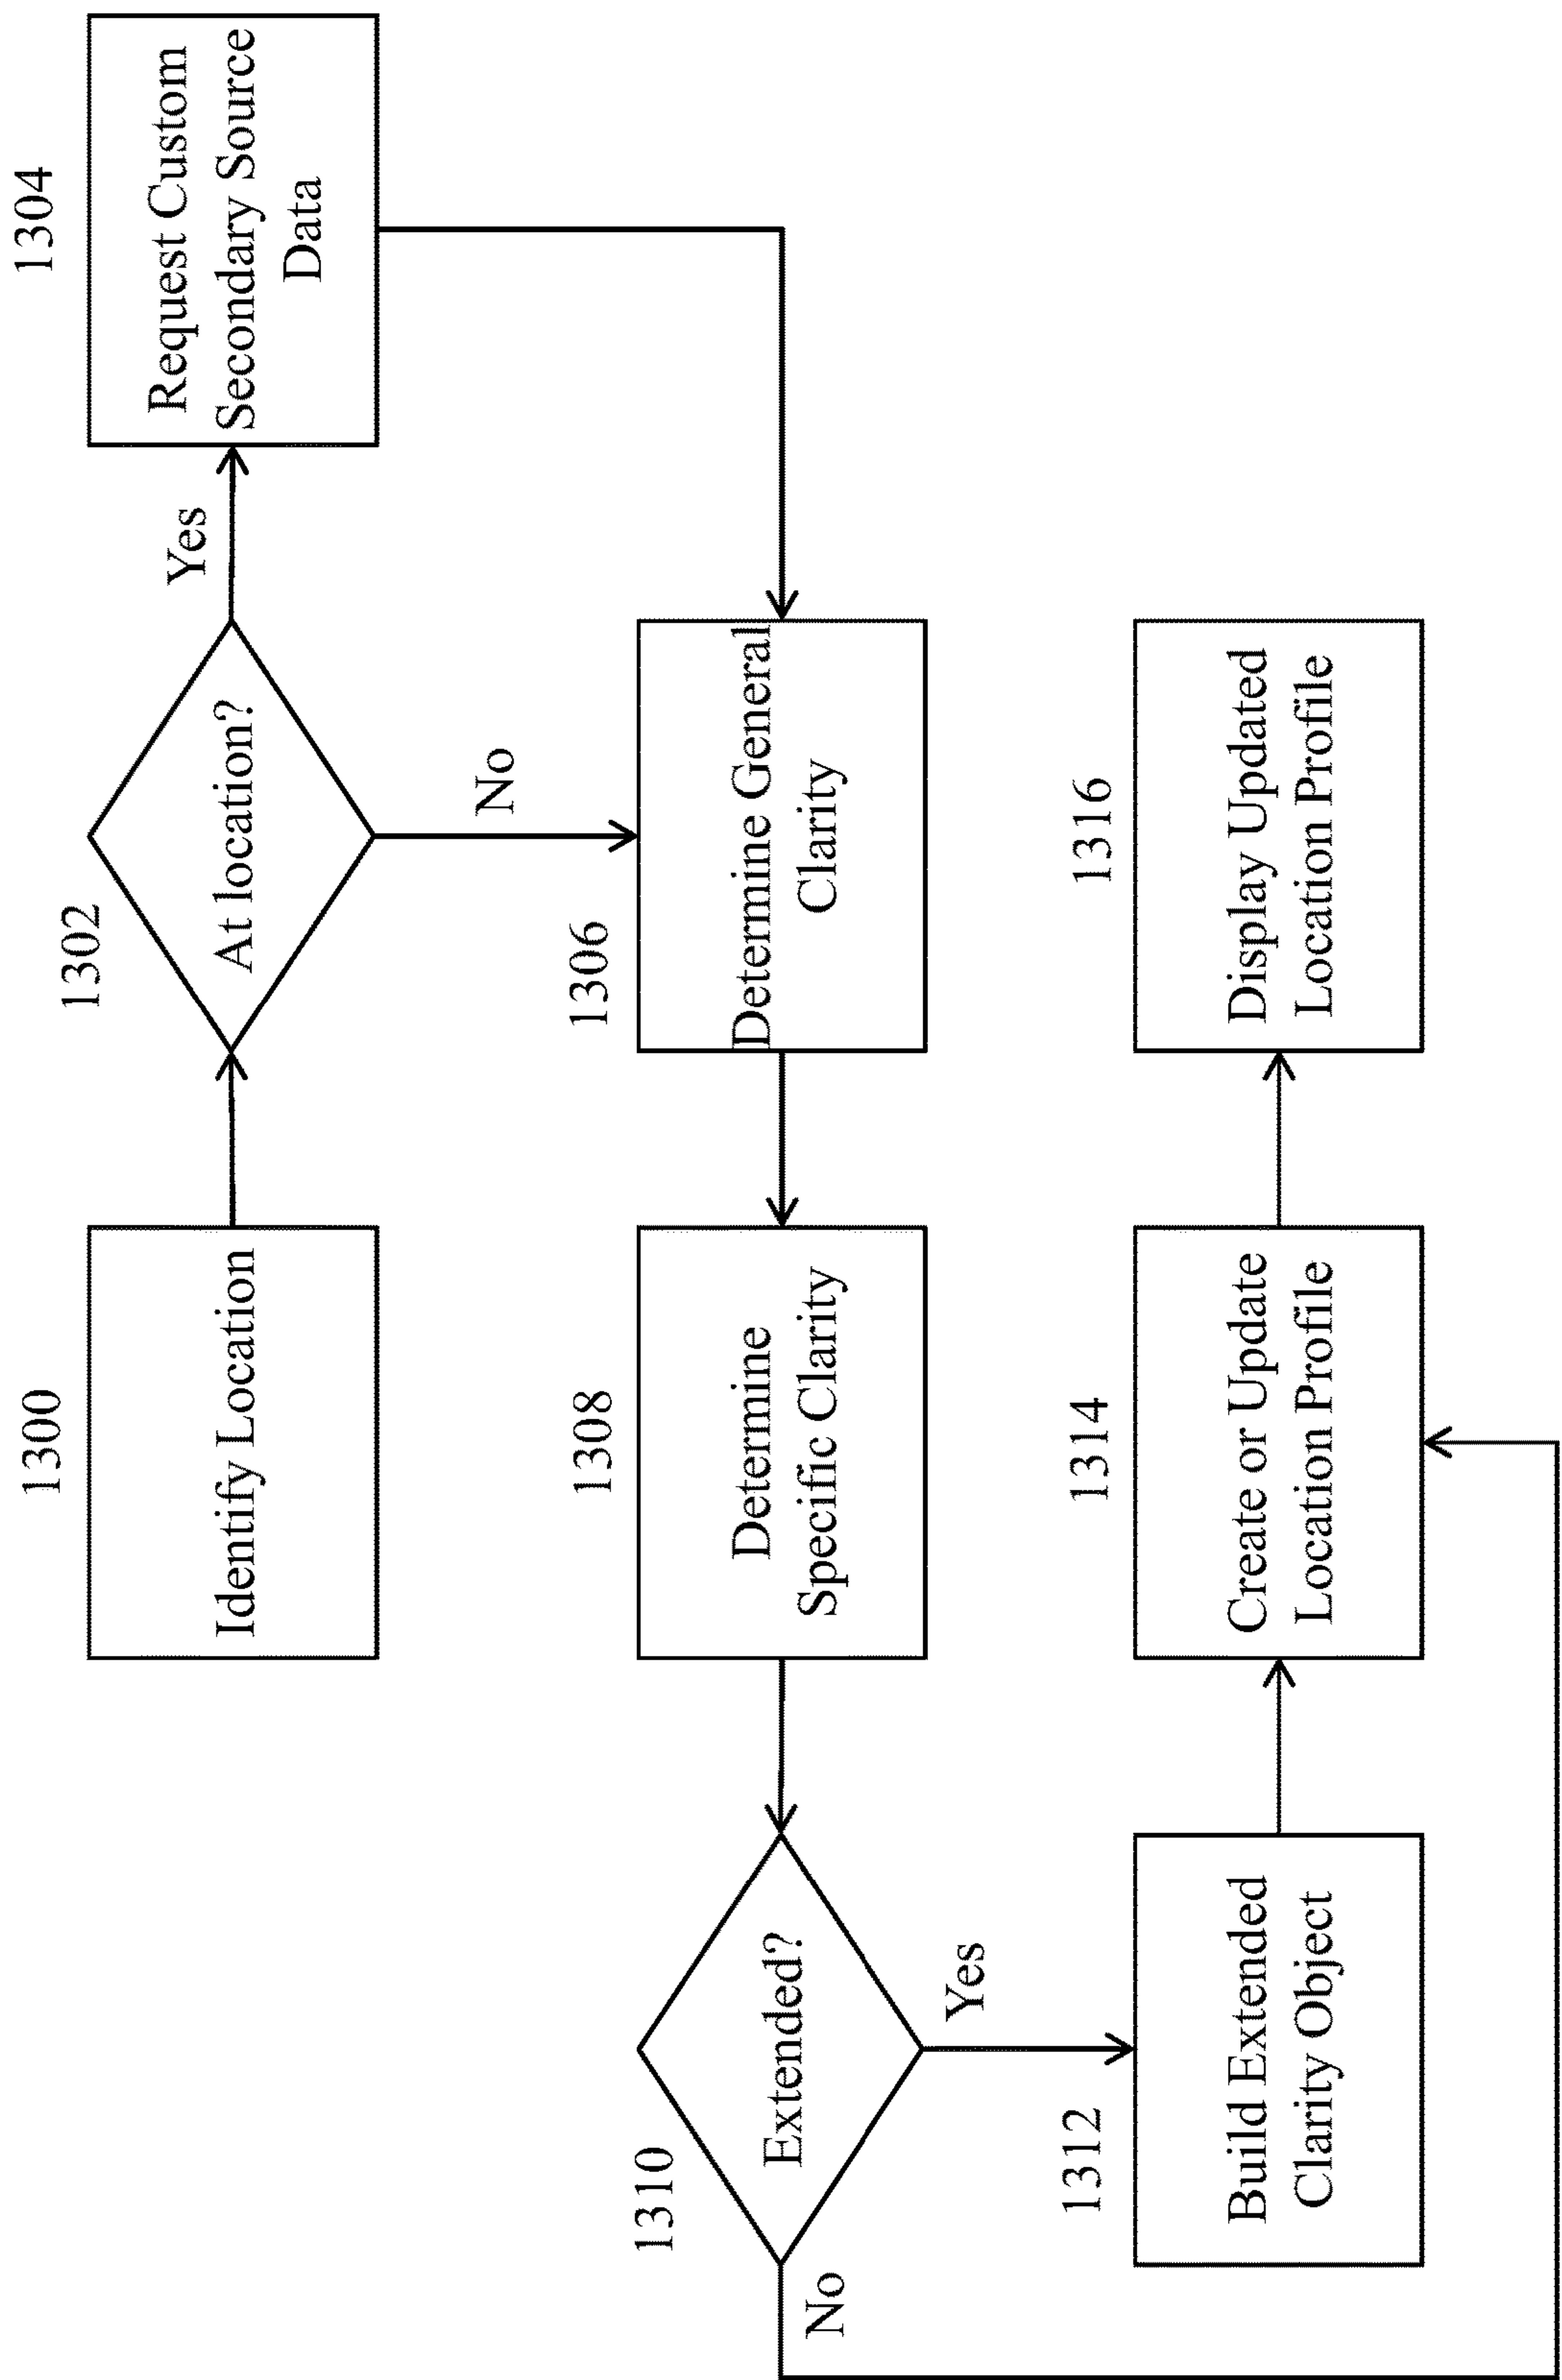 1300
Identify Location
1302
At location?
Yes
No
1304
Request Custom
Secondary Source
Data
1306
Determine General
Clarity
1308
Determine
Specific Clarity
1310
Extended?
Yes
No
1312
Build Extended
Clarity Object
1314
Create or Update
Location Profile
1316
Display Updated
Location Profile